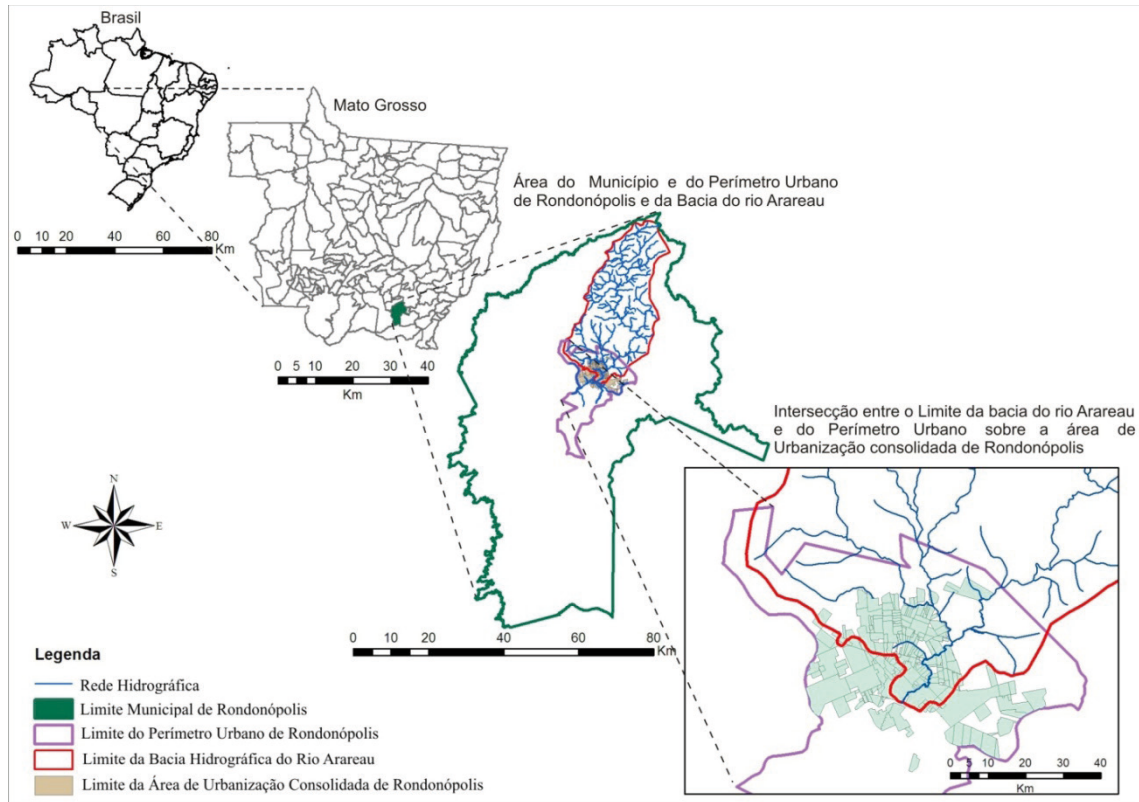 Brasil
0 10 20 40 60 80
Km
Mato Grosso
0 5 10 20 30 40
Km
Área do Município e do Perímetro Urbano
de Rondonópolis e da Bacia do rio Arareau
0 10 20 40 60 80
Km
Intersecção entre o Limite da bacia do rio Arareau
e do Perímetro Urbano sobre a área de
Urbanização consolidada de Rondonópolis
0 5 10 20 30 40
Km
N
W E
S
Legenda
Rede Hidrográfica
Limite Municipal de Rondonópolis
Limite do Perímetro Urbano de Rondonópolis
Limite da Bacia Hidrográfica do Rio Arareau
Limite da Área de Urbanização Consolidada de Rondonópolis